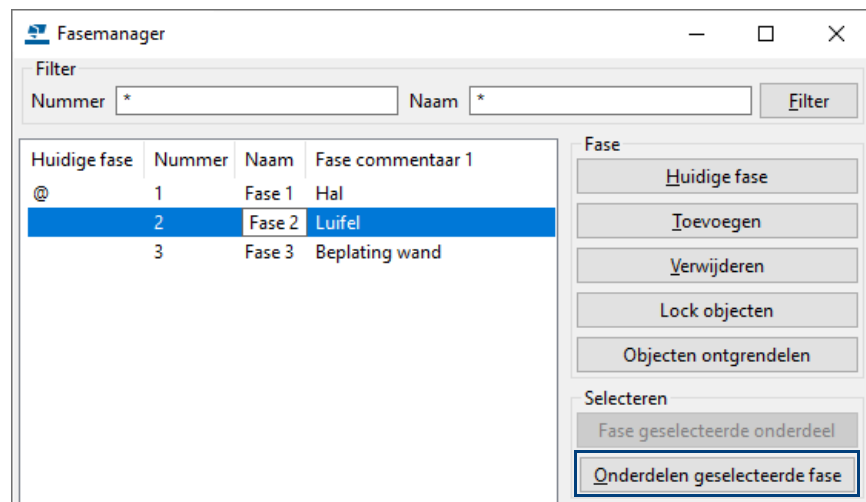 Fasemanager
Filter
Nummer * Naam * Filter
Huidige fase Nummer Naam Fase commentaar 1
@ 1 Fase 1 Hal
2 Fase 2 Luifel
3 Fase 3 Beplating wand
Fase
Huidige fase
Toevoegen
Verwijderen
Lock objecten
Objecten ontgrendelen
Selecteren
Fase geselecteerde onderdeel
Onderdelen geselecteerde fase